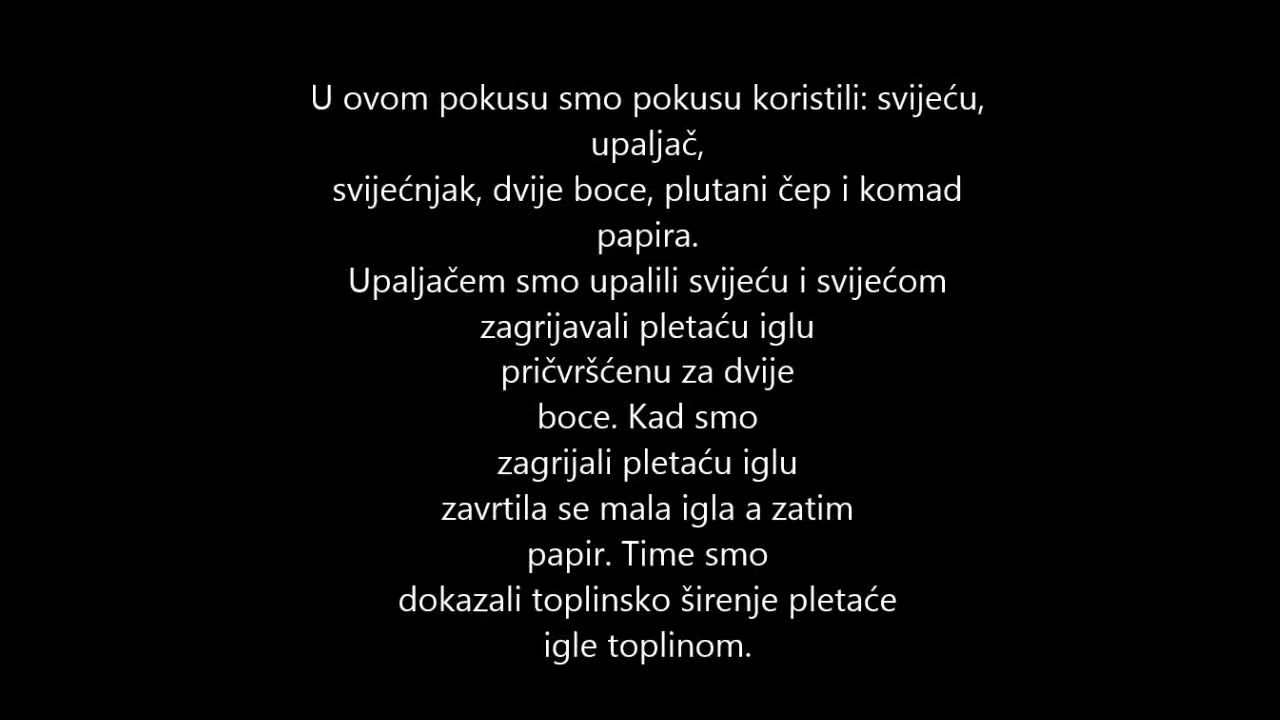 U ovom pokusu smo pokusu koristili: svijeću,
upaljač,
svijećnjak, dvije boce, plutani čep i komad
papira.
Upaljačem smo upalili svijeću i svijećom
zagrijavali pletaću iglu
pričvršćenu za dvije
boce. Kad smo
zagrijali pletaću iglu
zavrtila se mala igla a zatim
papir. Time smo
dokazali toplinsko širenje pletaće
igle toplinom.